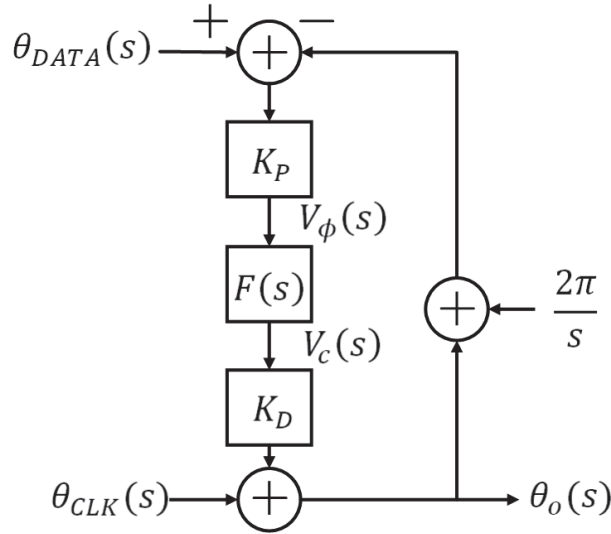 + −
θ_DATA(s) +
K_P
V_ϕ(s)
F(s)
+ 2π/s
V_c(s)
K_D
θ_CLK(s) + θ_o(s)